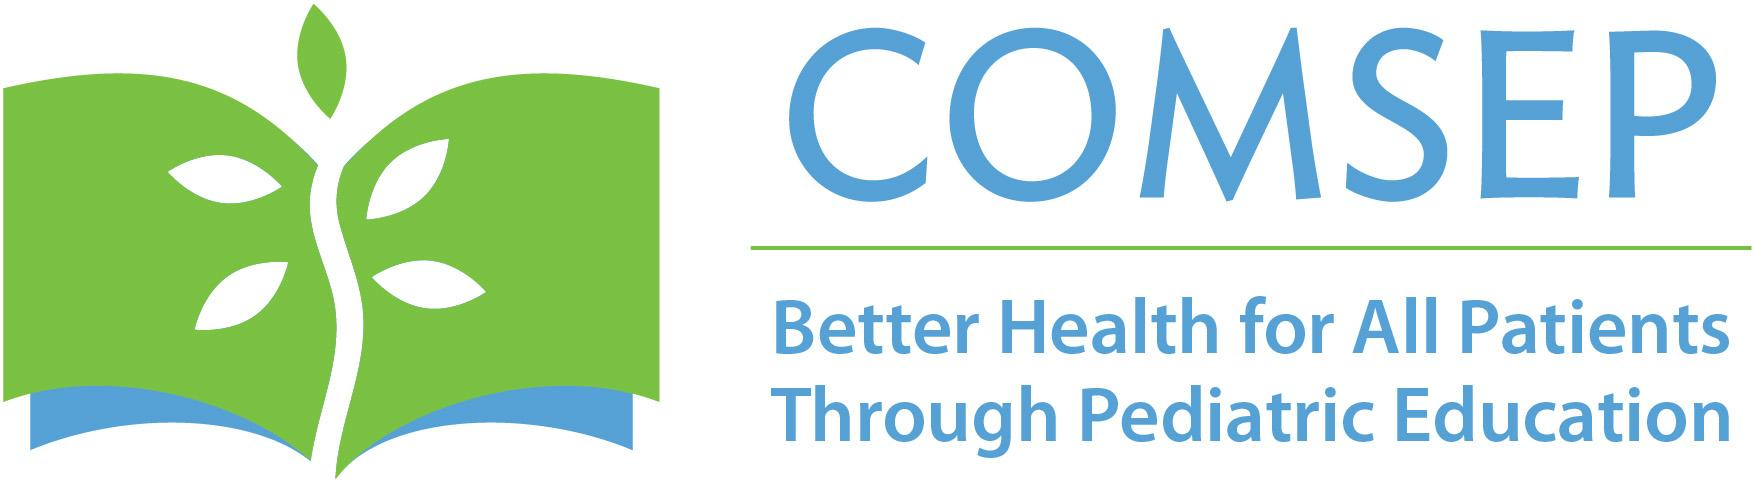 COMSEP
Better Health for All Patients
Through Pediatric Education